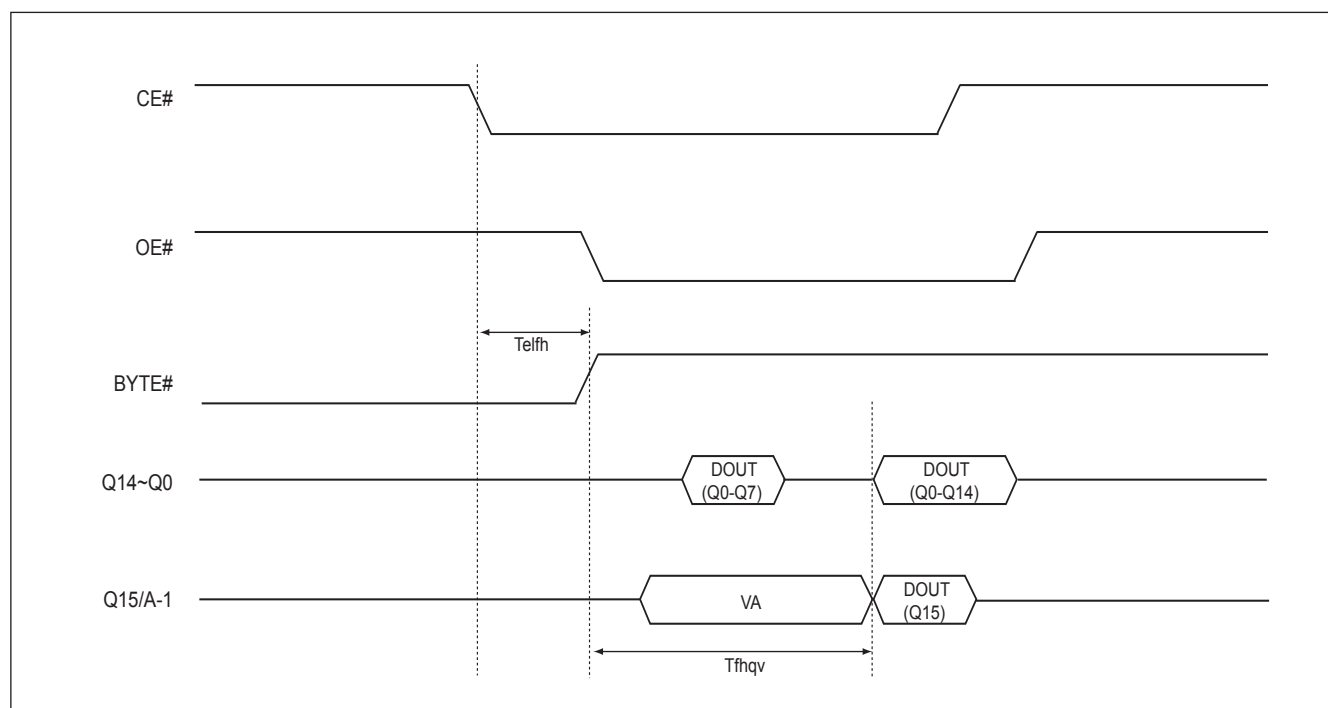 CE#
OE#
Telfh
BYTE#
Q14~Q0
DOUT
(Q0-Q7)
DOUT
(Q0-Q14)
Q15/A-1
VA
DOUT
(Q15)
Tfhqv